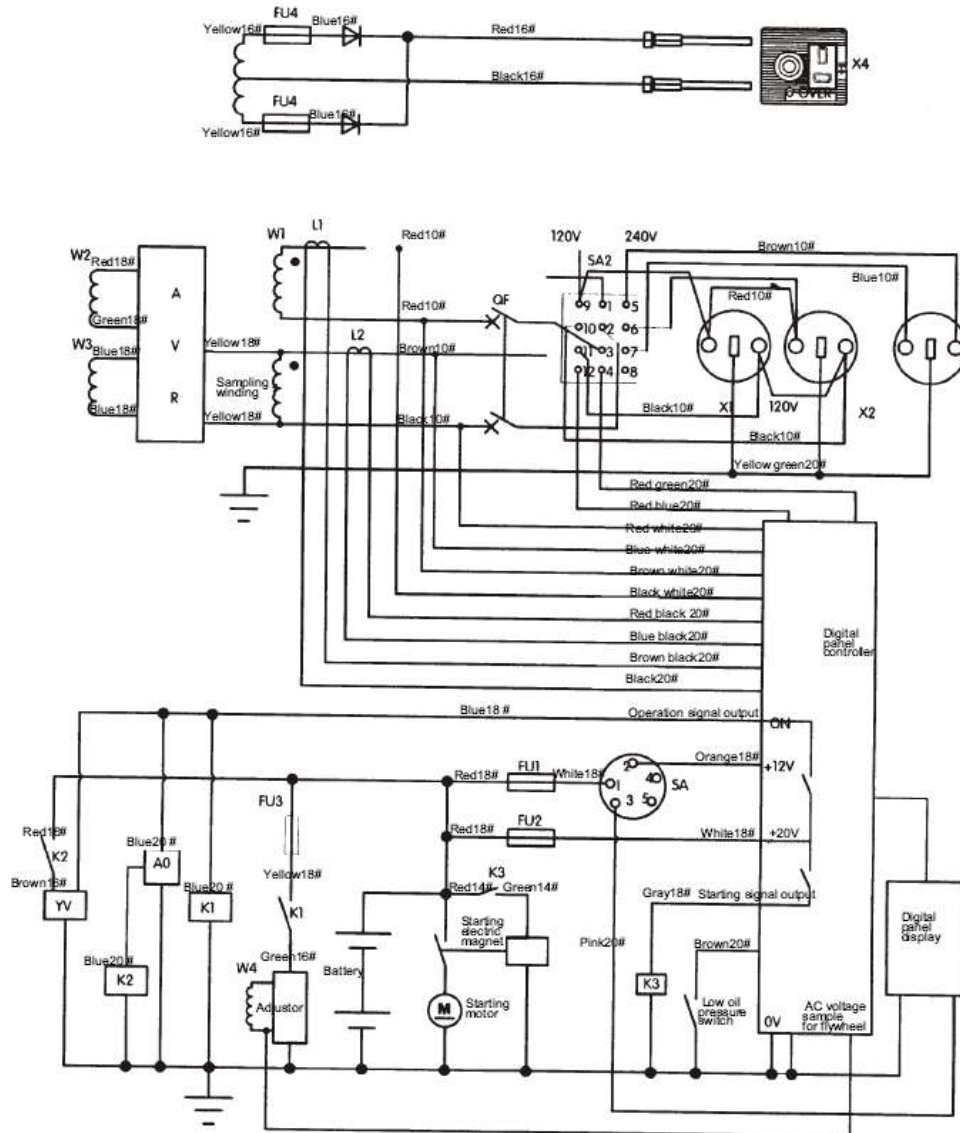 FU4
Blue16#
Yellow16#
Red16#
X4
Black16#
FU4
Blue16#
Yellow16#
L1
W1
Red10#
120V
240V
Brown10#
W2
Red18#
SA2
Blue10#
A
9 1 5
Red10#
Red10#
QF
Green18#
V
L2
10 2 6
W3
Blue18#
Yellow18#
Brown10#
11 3 7
R
Sampling
winding
12 4 8
Black10#
X1
120V
X2
Blue18#
Yellow18#
Black10#
Black10#
Yellow green20#
Red green20#
Red blue20#
Red white20#
Blue white20#
Brown white20#
Black white20#
Red black 20#
Blue black20#
Digital
panel
controller
Brown black20#
Black20#
Blue18 #
Operation signal output
ON
Orange18#
+12V
Red18#
FU1
White18#
1 2 3 4 5
SA
FU3
Red18#
FU2
White18#
+20V
Red16#
K2
Blue20 #
A0
Yellow18#
K3
Brown16#
YV
Blue20 #
K1
K1
Red14#
Green14#
Gray18#
Starting signal output
Starting
electric
magnet
Pink20#
Brown20#
Digital
panel
display
Blue20 #
K2
W4
Green16#
Adjustor
Battery
M
Starting
motor
K3
Low oil
pressure
switch
0V
AC voltage
sample
for flywheel